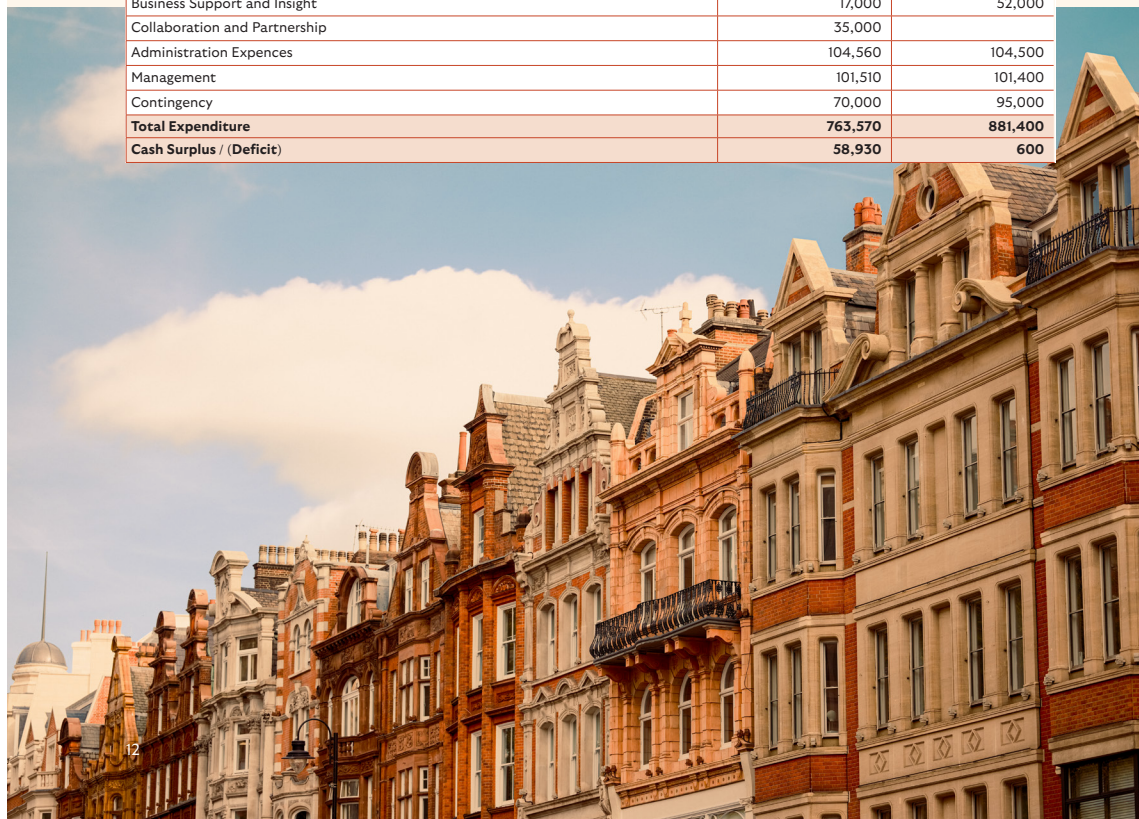 Business Support and Insight 17,000 52,000
Collaboration and Partnership 35,000
Administration Expences 104,560 104,500
Management 101,510 101,400
Contingency 70,000 95,000
Total Expenditure 763,570 881,400
Cash Surplus / (Deficit) 58,930 600
12